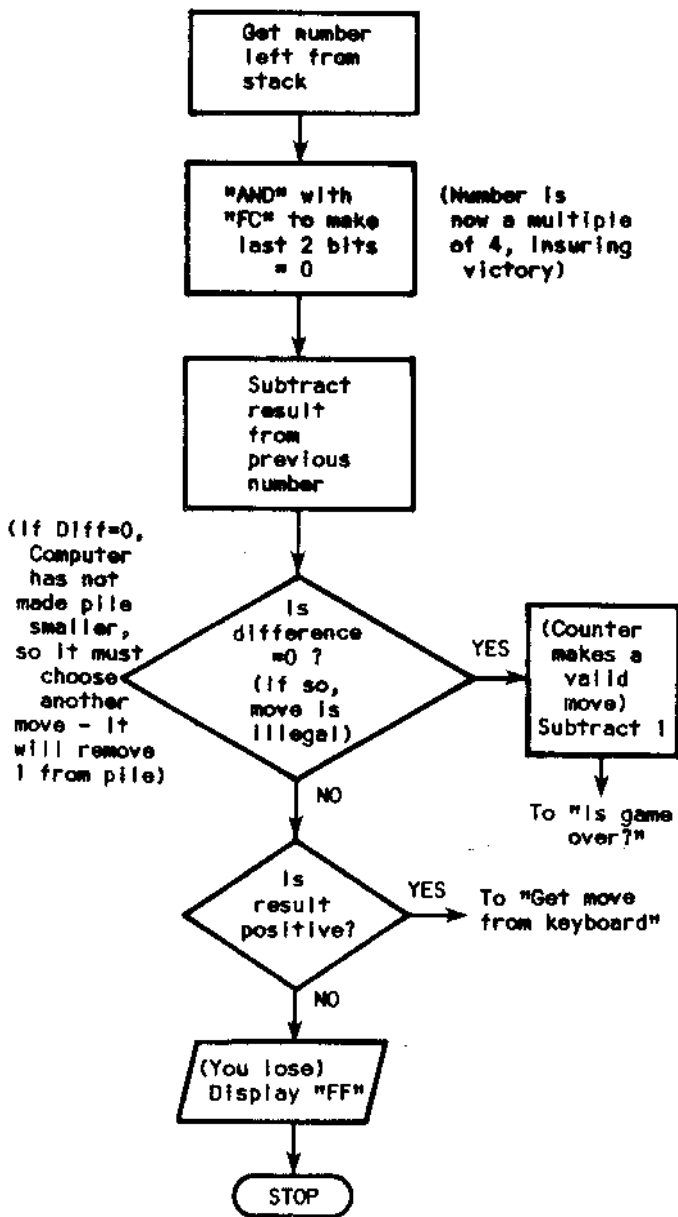 Get number
left from
stack
"AND" with
"FC" to make
last 2 bits
= 0
(Number is
now a multiple
of 4, insuring
victory)
Subtract
result
from
previous
number
(If Diff=0,
Computer
has not
made pile
smaller,
so it must
choose
another
move - it
will remove
1 from pile)
Is
difference
=0 ?
(if so,
move is
illegal)
YES
(Counter
makes a
valid
move)
Subtract 1
To "Is game
over?"
NO
Is
result
positive?
YES
To "Get move
from keyboard"
NO
(You lose)
Display "FF"
STOP